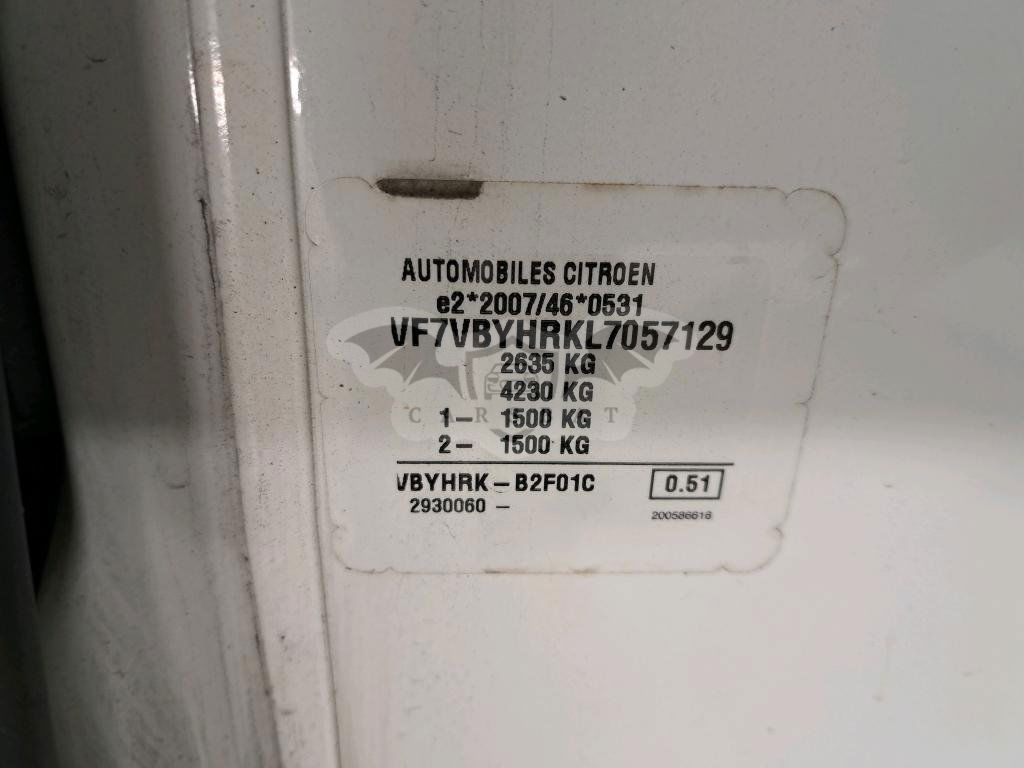 AUTOMOBILES CITROEN
e2*2007/46*0531
VF7VBYHRKL7057129
2635 KG
4230 KG
1- 1500 KG
2- 1500 KG
VBYHRK-B2F01C 0.51
2930060 -
200586616